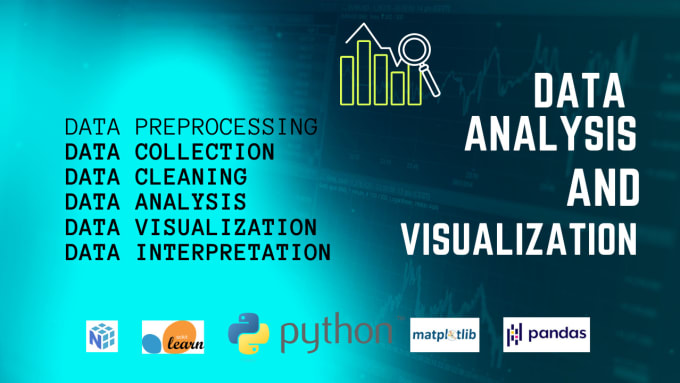 DATA
ANALYSIS
AND
VISUALIZATION
DATA PREPROCESSING
DATA COLLECTION
DATA CLEANING
DATA ANALYSIS
DATA VISUALIZATION
DATA INTERPRETATION
learn
python
matplotlib
pandas